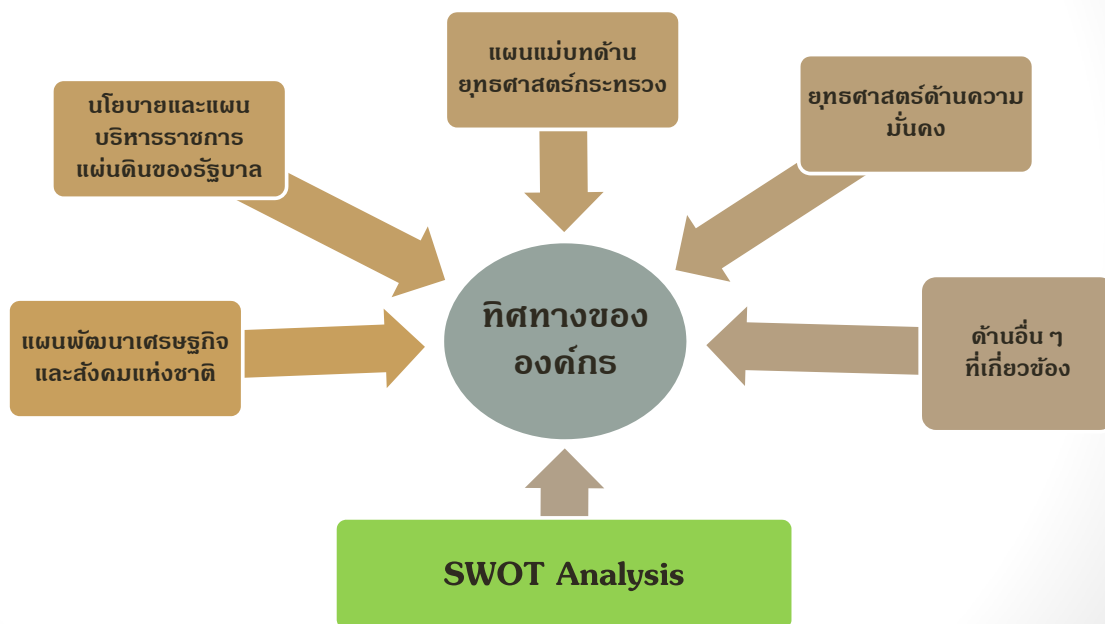 แผนแม่บทด้าน
ยุทธศาสตร์กระทรวง
นโยบายและแผน
บริหารราชการ
แผ่นดินของรัฐบาล
ยุทธศาสตร์ด้านความ
มั่นคง
แผนพัฒนาเศรษฐกิจ
และสังคมแห่งชาติ
ทิศทางของ
องค์กร
ด้านอื่น ๆ
ที่เกี่ยวข้อง
SWOT Analysis